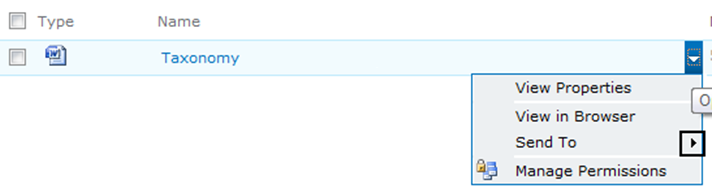 Type Name
Taxonomy
View Properties
View in Browser
Send To
Manage Permissions